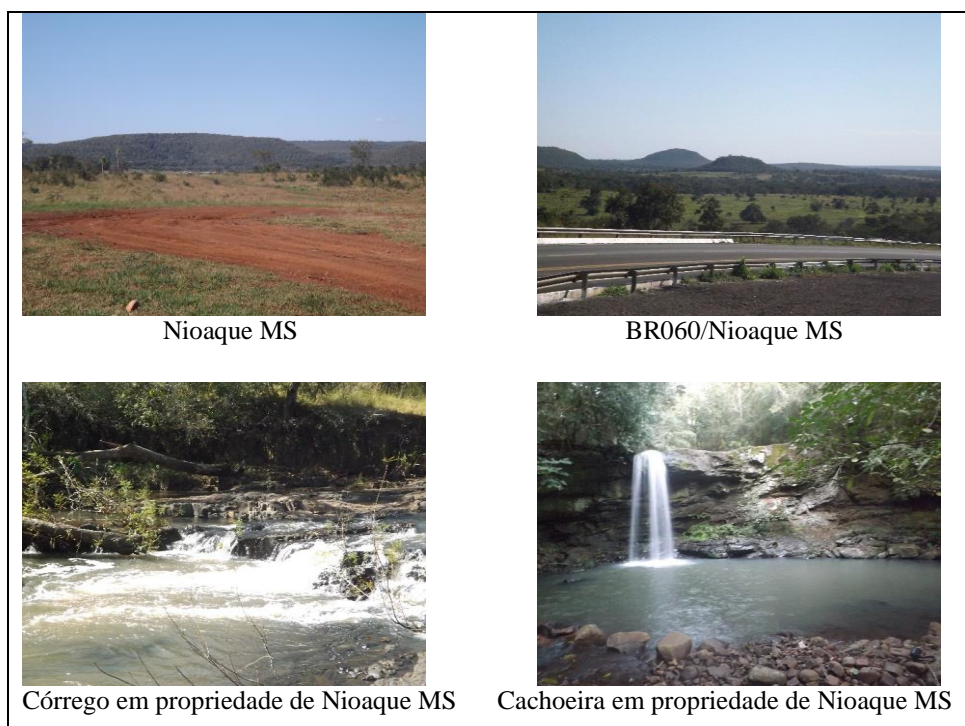 Nioaque MS
BR060/Nioaque MS
Córrego em propriedade de Nioaque MS
Cachoeira em propriedade de Nioaque MS